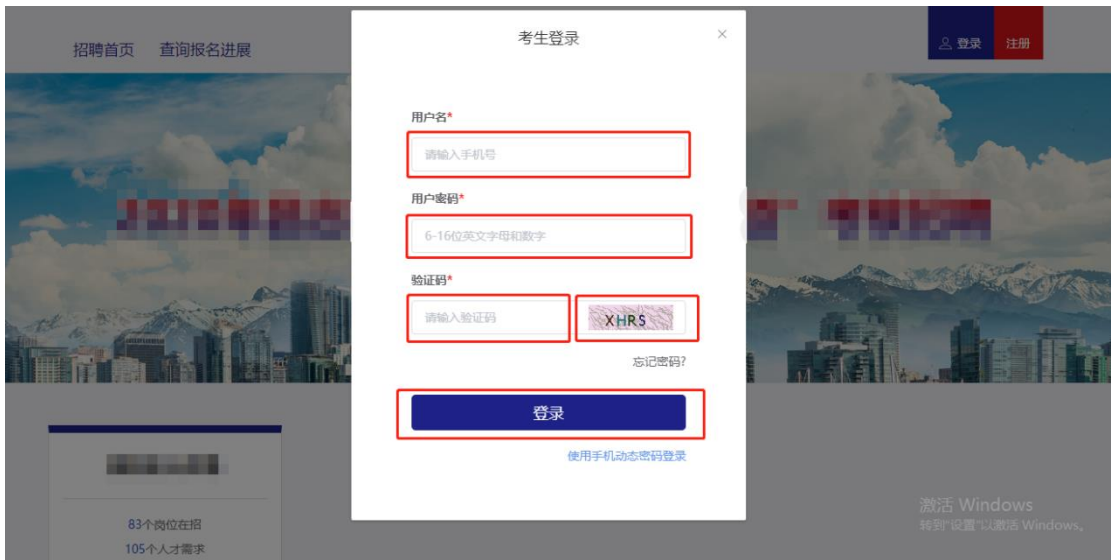 招聘首页 查询报名进展
登录 注册
考生登录 ×
用户名*
请输入手机号
用户密码*
6-16位英文字母和数字
验证码*
请输入验证码 XHRS
忘记密码?
登录
使用手机动态密码登录
83个岗位在招
105个人才需求
激活 Windows
转到"设置"以激活 Windows。